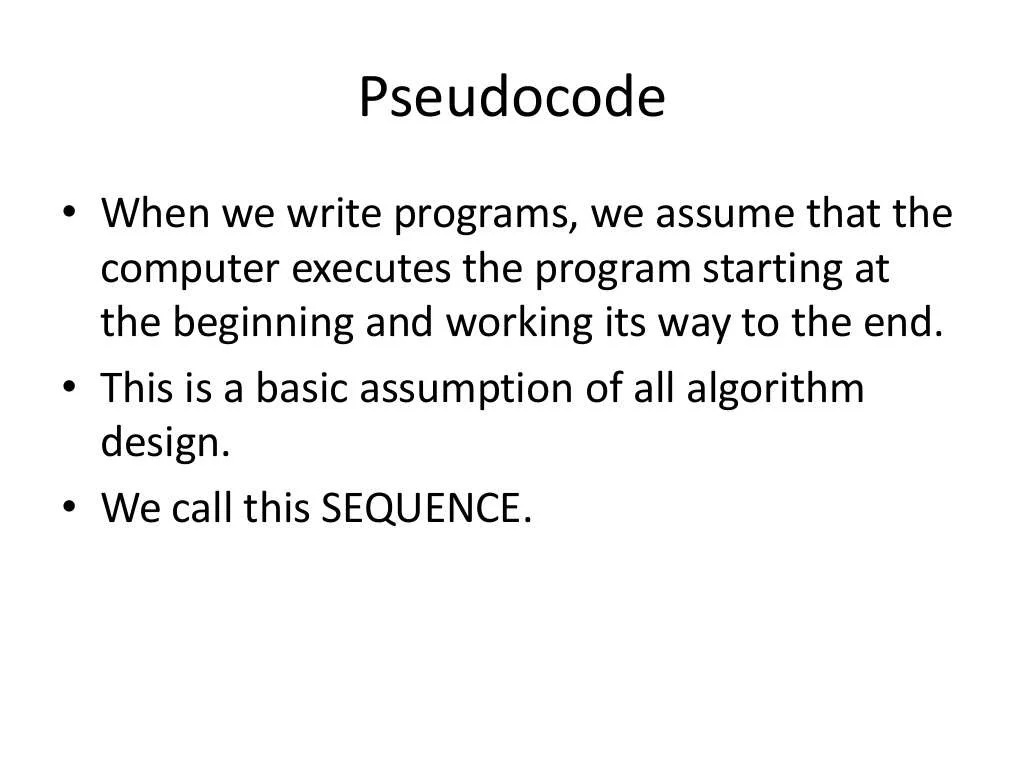 Pseudocode
• When we write programs, we assume that the
computer executes the program starting at
the beginning and working its way to the end.
• This is a basic assumption of all algorithm
design.
• We call this SEQUENCE.